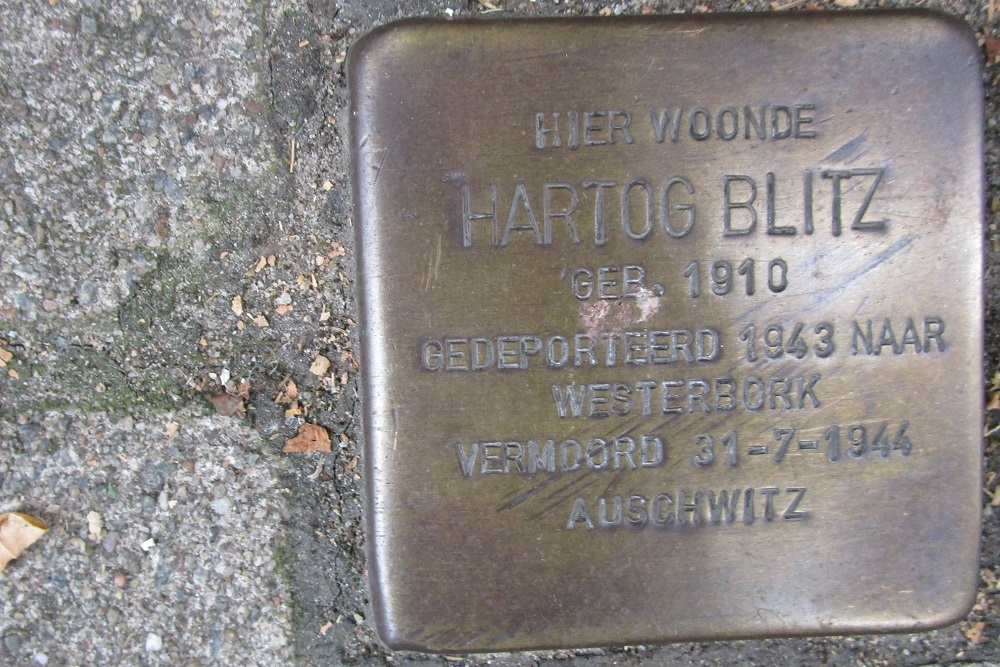 HIER WOONDE
HARTOG BLITZ
GEB. 1910
GEDEPORTEERD 1943 NAAR
WESTERBORK
VERMOORD 31-7-1944
AUSCHWITZ